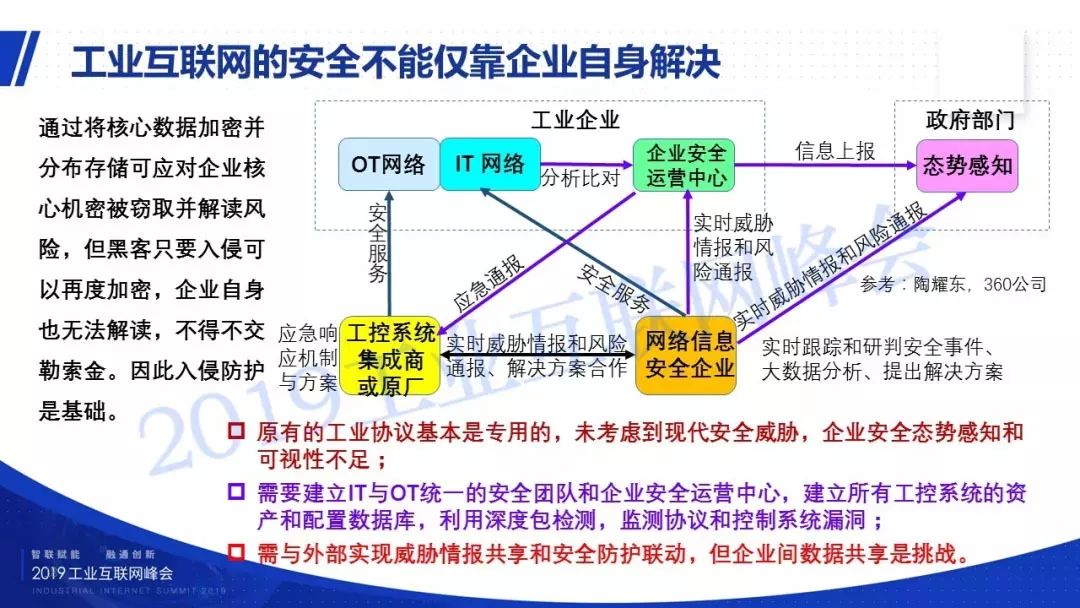 工业互联网的安全不能仅靠企业自身解决
通过将核心数据加密并
分布存储可应对企业核
心机密被窃取并解读风
险，但黑客只要入侵可
以再度加密，企业自身
也无法解读，不得不交
勒索金。因此入侵防护
是基础。
工业企业
政府部门
OT网络
IT 网络
分析比对
企业安全
运营中心
信息上报
态势感知
安全服务
应急通报
安全服务
实时威胁
情报和风
险通报
实时威胁情报和风险通报
参考：陶耀东，360公司
应急响
应机制
与方案
工控系统
集成商
或原厂
实时威胁情报和风险
通报、解决方案合作
网络信息
安全企业
实时跟踪和研判安全事件、
大数据分析、提出解决方案
原有的工业协议基本是专用的，未考虑到现代安全威胁，企业安全态势感知和
可视性不足；
需要建立IT与OT统一的安全团队和企业安全运营中心，建立所有工控系统的资
产和配置数据库，利用深度包检测，监测协议和控制系统漏洞；
需与外部实现威胁情报共享和安全防护联动，但企业间数据共享是挑战。
智联赋能 融通创新
2019工业互联网峰会
INDUSTRIAL INTERNET SUMMIT 2019
2019工业互联网峰会